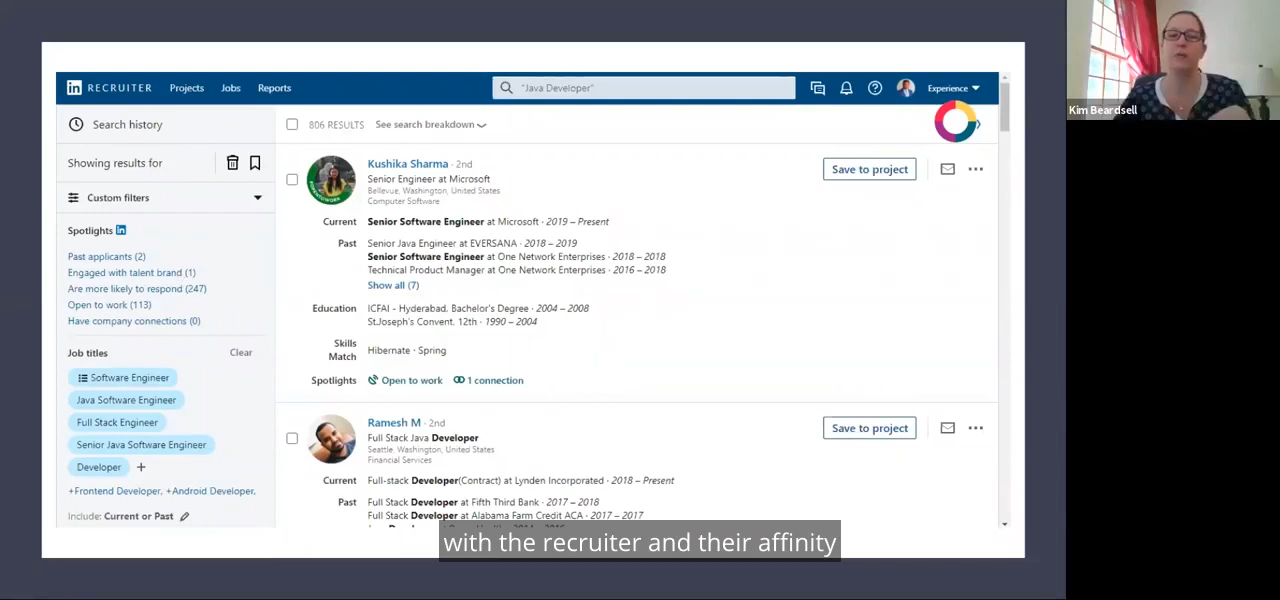 in RECRUITER Projects Jobs Reports "Java Developer" Experience
Search history
806 RESULTS See search breakdown
Showing results for
Custom filters
Spotlights in
Past applicants (2)
Engaged with talent brand (1)
Are more likely to respond (247)
Open to work (113)
Have company connections (0)
Job titles Clear
Software Engineer
Java Software Engineer
Full Stack Engineer
Senior Java Software Engineer
Developer +
+Frontend Developer, +Android Developer,
Include: Current or Past
Kushika Sharma · 2nd
Senior Engineer at Microsoft
Bellevue, Washington, United States
Computer Software
Save to project
Current Senior Software Engineer at Microsoft · 2019 – Present
Past Senior Java Engineer at EVERSANA · 2018 – 2019
Senior Software Engineer at One Network Enterprises · 2018 – 2018
Technical Product Manager at One Network Enterprises · 2016 – 2018
Show all (7)
Education ICFAI - Hyderabad. Bachelor's Degree · 2004 – 2008
St.Joseph's Convent. 12th · 1990 – 2004
Skills
Match Hibernate · Spring
Spotlights Open to work 1 connection
Ramesh M · 2nd
Full Stack Java Developer
Seattle, Washington, United States
Financial Services
Save to project
Current Full-stack Developer(Contract) at Lynden Incorporated · 2018 – Present
Past Full Stack Developer at Fifth Third Bank · 2017 – 2018
Full Stack Developer at Alabama Farm Credit ACA · 2017 – 2017
with the recruiter and their affinity
Kim Beardsell